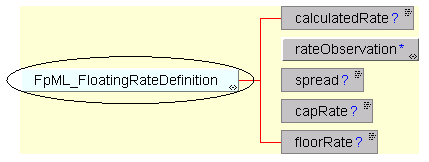 calculatedRate?
rateObservation*
FpML_FloatingRateDefinition
spread?
capRate?
floorRate?